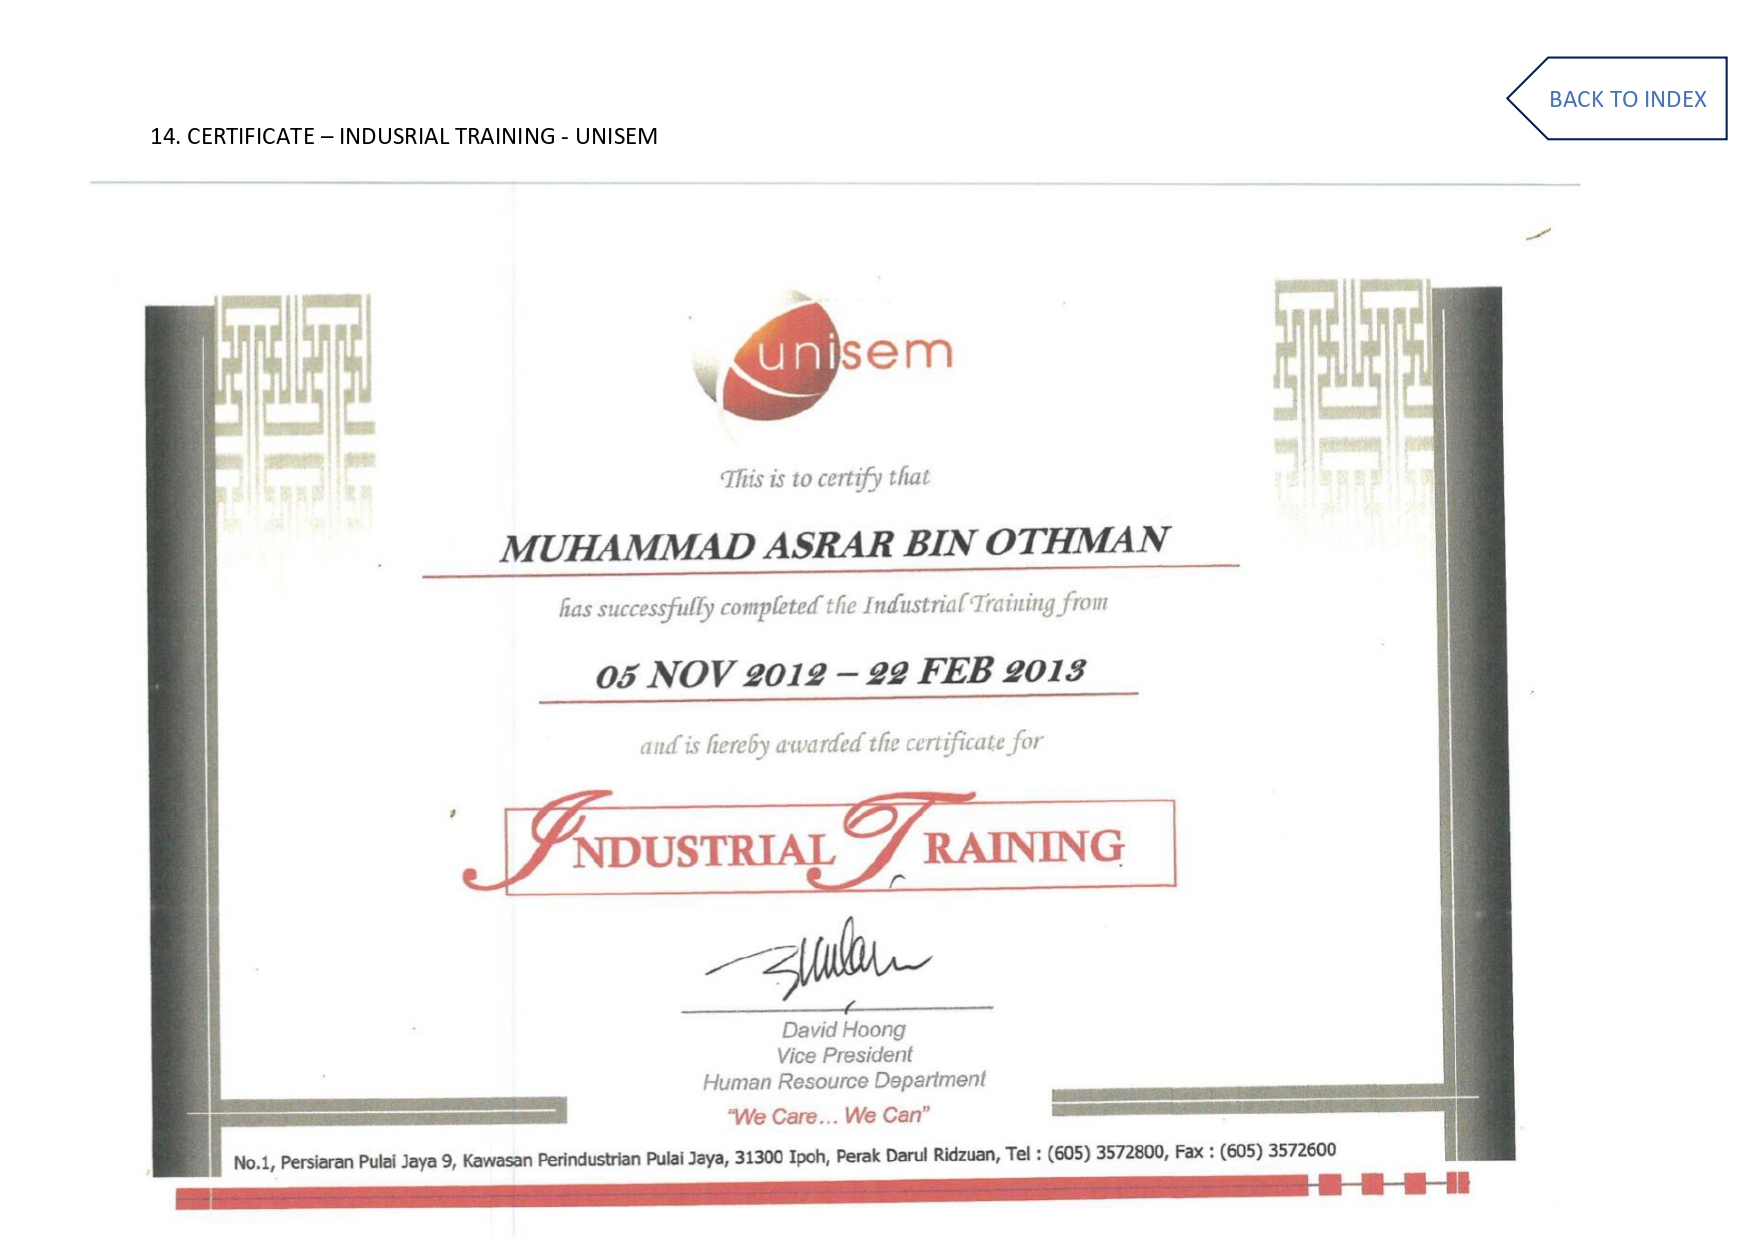 BACK TO INDEX
14. CERTIFICATE – INDUSRIAL TRAINING - UNISEM
unisem
This is to certify that
MUHAMMAD ASRAR BIN OTHMAN
has successfully completed the Industrial Training from
05 NOV 2012 – 22 FEB 2013
and is hereby awarded the certificate for
INDUSTRIAL TRAINING
David Hoong
Vice President
Human Resource Department
"We Care... We Can"
No.1, Persiaran Pulai Jaya 9, Kawasan Perindustrian Pulai Jaya, 31300 Ipoh, Perak Darul Ridzuan, Tel : (605) 3572800, Fax : (605) 3572600